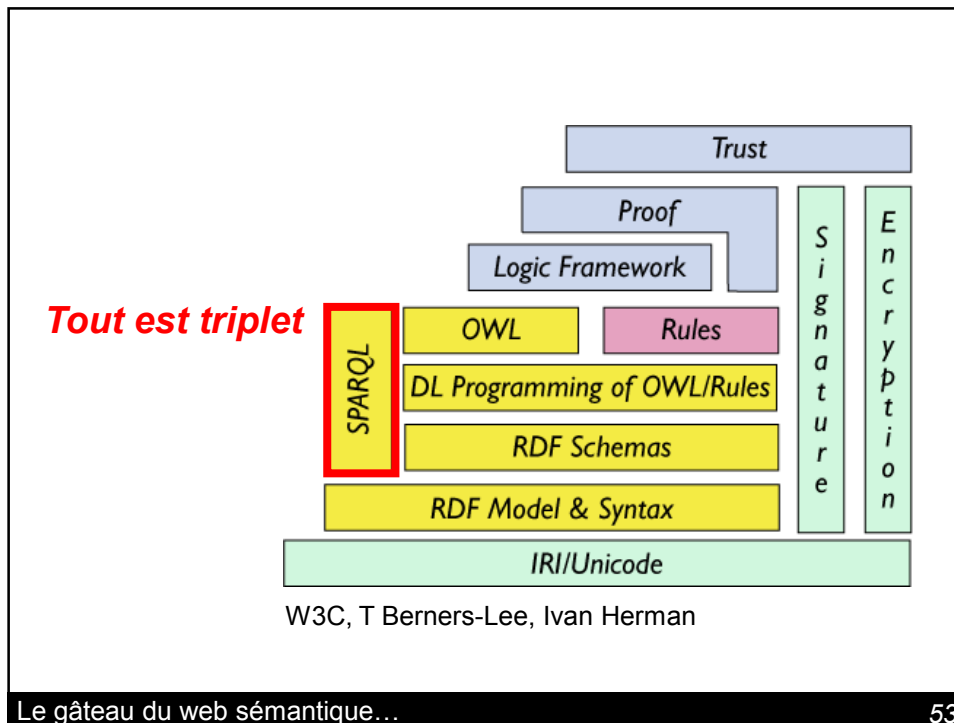 Trust
Proof
Logic Framework
Signature
Encryption
Tout est triplet
SPARQL
OWL
Rules
DL Programming of OWL/Rules
RDF Schemas
RDF Model & Syntax
IRI/Unicode
W3C, T Berners-Lee, Ivan Herman
Le gâteau du web sémantique…
53